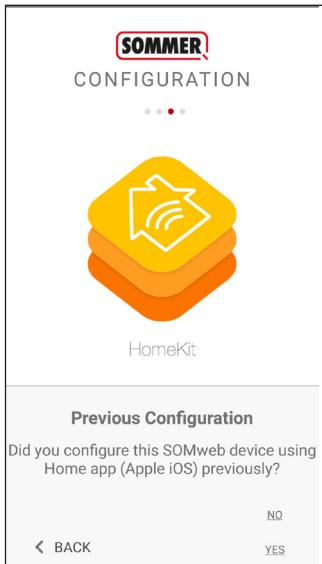 SOMMER
CONFIGURATION
HomeKit
Previous Configuration
Did you configure this SOMweb device using
Home app (Apple iOS) previously?
NO
BACK
YES